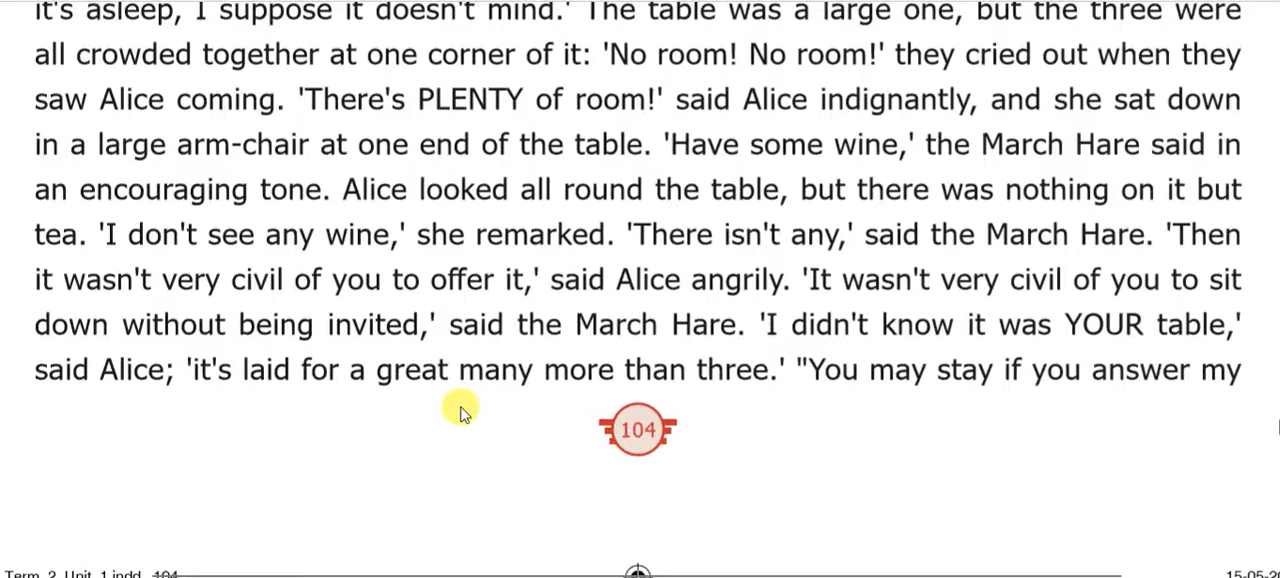 it's asleep, I suppose it doesn't mind.' The table was a large one, but the three were
all crowded together at one corner of it: 'No room! No room!' they cried out when they
saw Alice coming. 'There's PLENTY of room!' said Alice indignantly, and she sat down
in a large arm-chair at one end of the table. 'Have some wine,' the March Hare said in
an encouraging tone. Alice looked all round the table, but there was nothing on it but
tea. 'I don't see any wine,' she remarked. 'There isn't any,' said the March Hare. 'Then
it wasn't very civil of you to offer it,' said Alice angrily. 'It wasn't very civil of you to sit
down without being invited,' said the March Hare. 'I didn't know it was YOUR table,'
said Alice; 'it's laid for a great many more than three.' "You may stay if you answer my
104
Term_2_Unit_1.indd 104
15-05-20